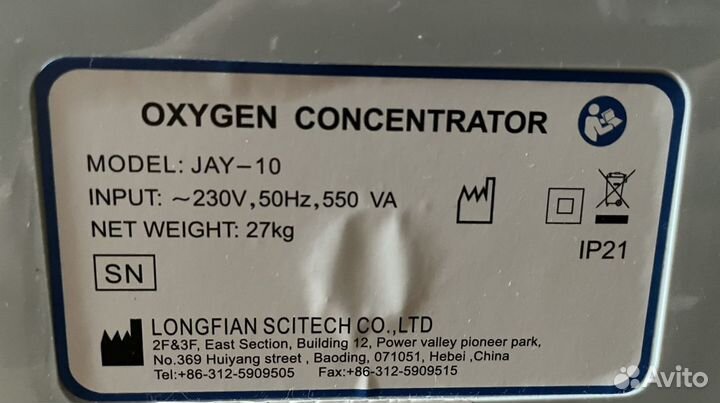 OXYGEN CONCENTRATOR
MODEL: JAY-10
INPUT: ~230V,50Hz,550 VA
NET WEIGHT: 27kg
IP21
SN
LONGFIAN SCITECH CO.,LTD
2F&3F, East Section, Building 12, Power valley pioneer park,
No.369 Huiyang street , Baoding, 071051, Hebei ,China
Tel:+86-312-5909505 Fax:+86-312-5909515
Avito